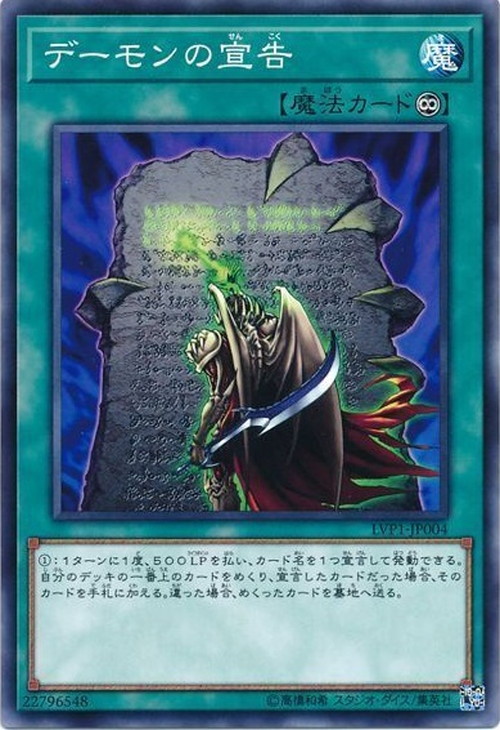 デーモンの宣告
魔
【魔法カード】
LVP1-JP004
①:1ターンに1度、500LPを払い、カード名を1つ宣言して発動できる。
自分のデッキの一番上のカードをめくり、宣言したカードだった場合、その
カードを手札に加える。違った場合、めくったカードを墓地へ送る。
22796548
©高橋和希 スタジオ・ダイス/集英社